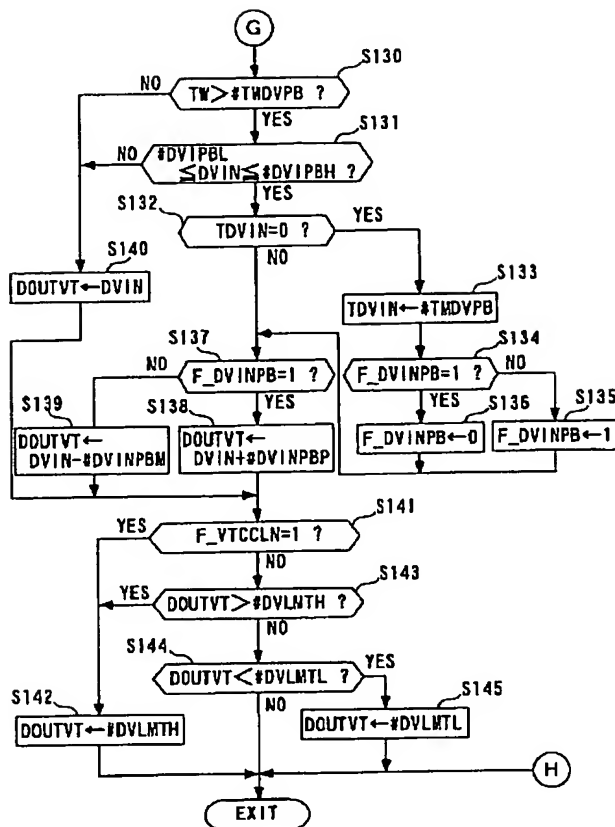 G
S130
TW>#TWDVPB ?
NO
YES
S131
#DVIPBL
≦DVIN≦#DVIPBH ?
NO
YES
S132
TDVIN=0 ?
YES
NO
S140
DOUTVT←DVIN
S133
TDVIN←#TMDVPB
S137
F_DVINPB=1 ?
NO
YES
S134
F_DVINPB=1 ?
NO
YES
S139
DOUTVT←
DVIN-#DVINPBM
S138
DOUTVT←
DVIN+#DVINPBP
S136
F_DVINPB←0
S135
F_DVINPB←1
S141
F_VTCCLN=1 ?
YES
NO
S143
DOUTVT>#DVLMTH ?
YES
NO
S144
DOUTVT<#DVLMTL ?
YES
NO
S142
DOUTVT←#DVLMTH
S145
DOUTVT←#DVLMTL
H
EXIT